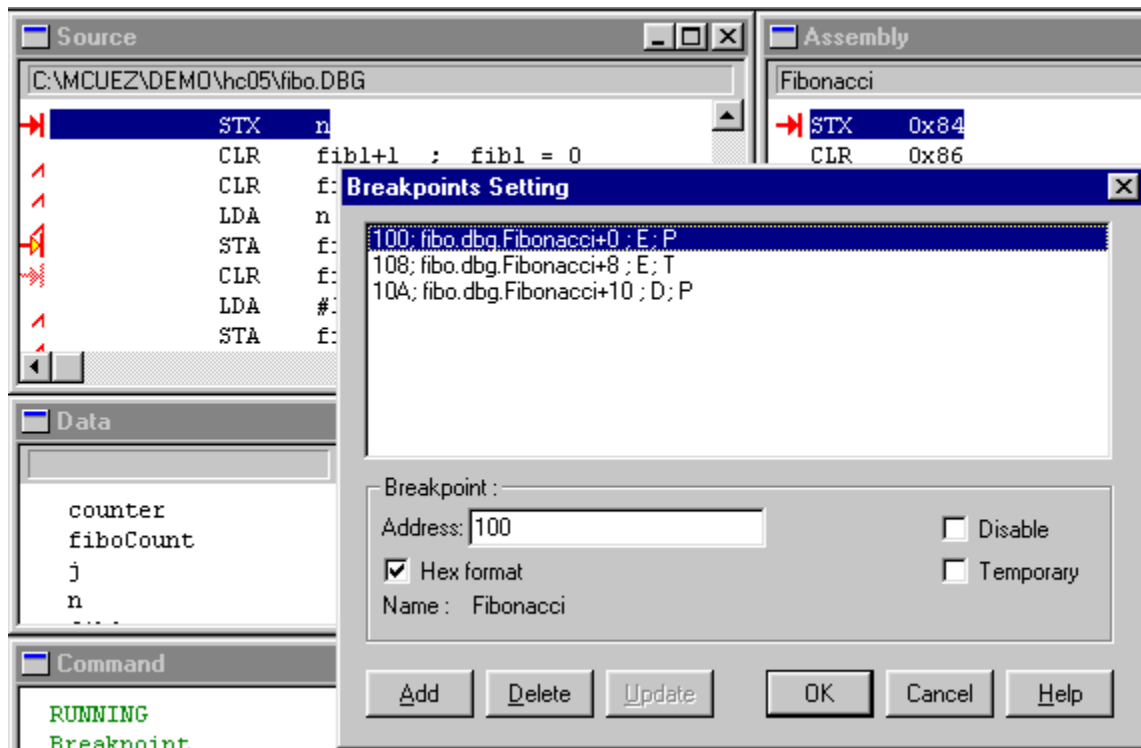 Source
C:\MCUEZ\DEMO\hc05\fibo.DBG
STX n
CLR fib1+1 ; fib1 = 0
CLR
LDA n
STA
CLR
LDA
STA
Assembly
Fibonacci
STX 0x84
CLR 0x86
Breakpoints Setting
100; fibo.dbg.Fibonacci+0 ; E; P
108; fibo.dbg.Fibonacci+8 ; E; T
10A; fibo.dbg.Fibonacci+10 ; D; P
Breakpoint :
Address: 100
Disable
Hex format
Temporary
Name : Fibonacci
Add Delete Update OK Cancel Help
Data
counter
fiboCount
j
n
Command
RUNNING
Breakpoint